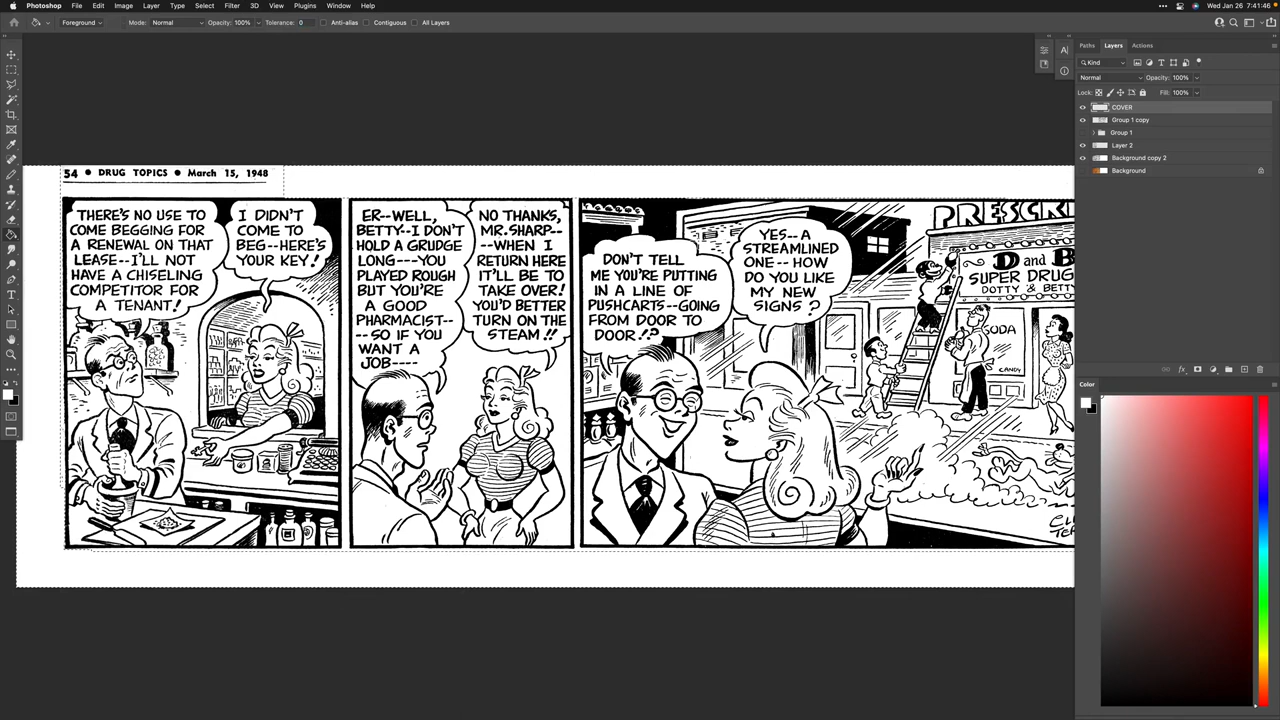 Photoshop File Edit Image Layer Type Select Filter 3D View Plugins Window Help
Wed Jan 26 7:41:46
Foreground Mode: Normal Opacity: 100% Tolerance: 0 Anti-alias Contiguous All Layers
Paths Layers Actions
Kind
Normal Opacity: 100%
Lock: Fill: 100%
COVER
Group 1 copy
Group 1
Layer 2
Background copy 2
Background
Color
54 • DRUG TOPICS • March 15, 1948
THERE'S NO USE TO
COME BEGGING FOR
A RENEWAL ON THAT
LEASE--I'LL NOT
HAVE A CHISELING
COMPETITOR FOR
A TENANT!
I DIDN'T
COME TO
BEG--HERE'S
YOUR KEY!
ER--WELL,
BETTY--I DON'T
HOLD A GRUDGE
LONG---YOU
PLAYED ROUGH
BUT YOU'RE
A GOOD
PHARMACIST--
--SO IF YOU
WANT A
JOB----
NO THANKS,
MR.SHARP--
--WHEN I
RETURN HERE
IT'LL BE TO
TAKE OVER!
YOU'D BETTER
TURN ON THE
STEAM!!
DON'T TELL
ME YOU'RE PUTTING
IN A LINE OF
PUSHCARTS--GOING
FROM DOOR TO
DOOR!?
YES--A
STREAMLINED
ONE--HOW
DO YOU LIKE
MY NEW
SIGNS?
PRESCRI
D and B
SUPER DRUG
DOTTY & BETTY
SODA
CANDY